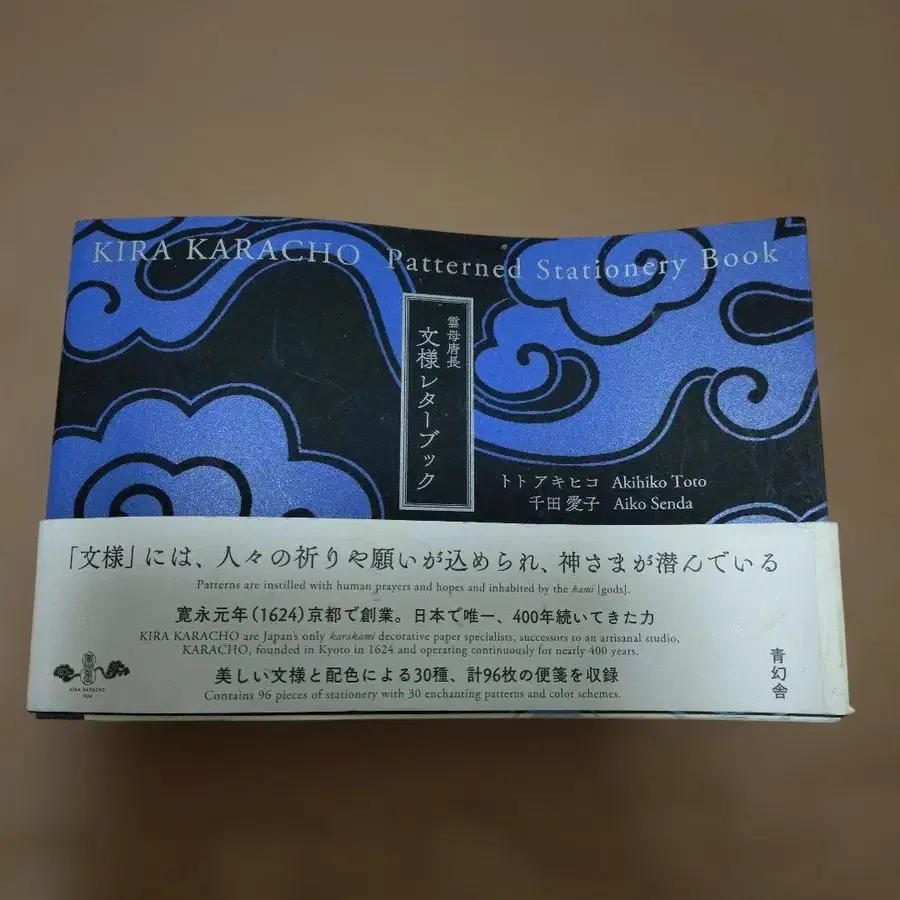 KIRA KARACHO Patterned Stationery Book
雲母唐長
文様レターブック
トトアキヒコ Akihiko Toto
千田愛子 Aiko Senda
「文様」には、人々の祈りや願いが込められ、神さまが潜んでいる
Patterns are instilled with human prayers and hopes and inhabited by the kami [gods].
寛永元年(1624)京都で創業。日本で唯一、400年続いてきた力
KIRA KARACHO are Japan's only karakami decorative paper specialists, successors to an artisanal studio,
KARACHO, founded in Kyoto in 1624 and operating continuously for nearly 400 years.
美しい文様と配色による30種、計96枚の便箋を収録
Contains 96 pieces of stationery with 30 enchanting patterns and color schemes.
KIRA KARACHO
1624
青幻舎